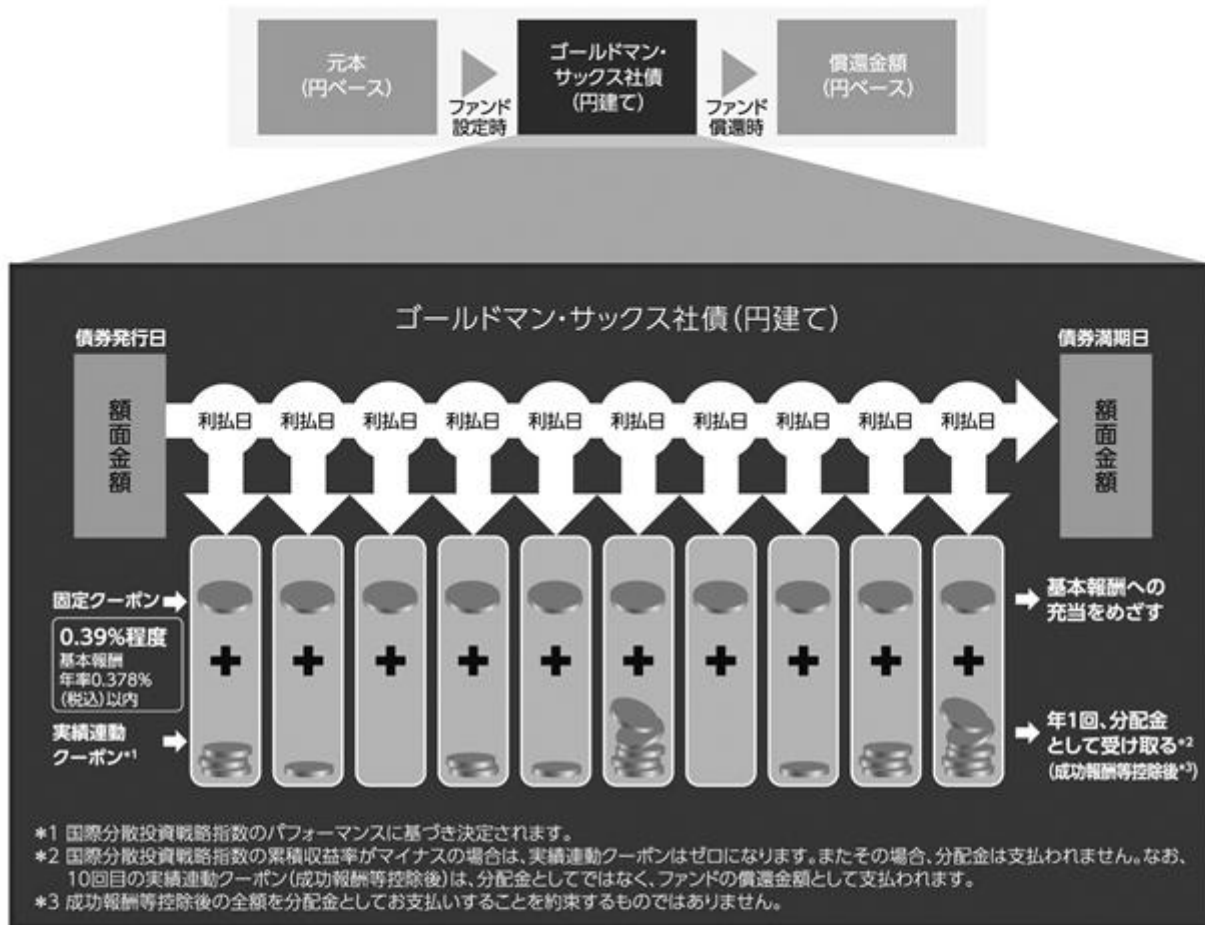 元本
(円ベース)
ファンド
設定時
ゴールドマン・
サックス社債
(円建て)
ファンド
償還時
償還金額
(円ベース)
ゴールドマン・サックス社債(円建て)
債券発行日
額面金額
利払日 利払日 利払日 利払日 利払日 利払日 利払日 利払日 利払日 利払日
債券満期日
額面金額
固定クーポン
0.39%程度
基本報酬
年率0.378%
(税込)以内
実績連動
クーポン*1
+ + + + + + + + + +
基本報酬への
充当をめざす
年1回、分配金
として受け取る*2
(成功報酬等控除後*3)
*1 国際分散投資戦略指数のパフォーマンスに基づき決定されます。
*2 国際分散投資戦略指数の累積収益率がマイナスの場合は、実績連動クーポンはゼロになります。またその場合、分配金は支払われません。なお、
10回目の実績連動クーポン(成功報酬等控除後)は、分配金としてではなく、ファンドの償還金額として支払われます。
*3 成功報酬等控除後の全額を分配金としてお支払いすることを約束するものではありません。